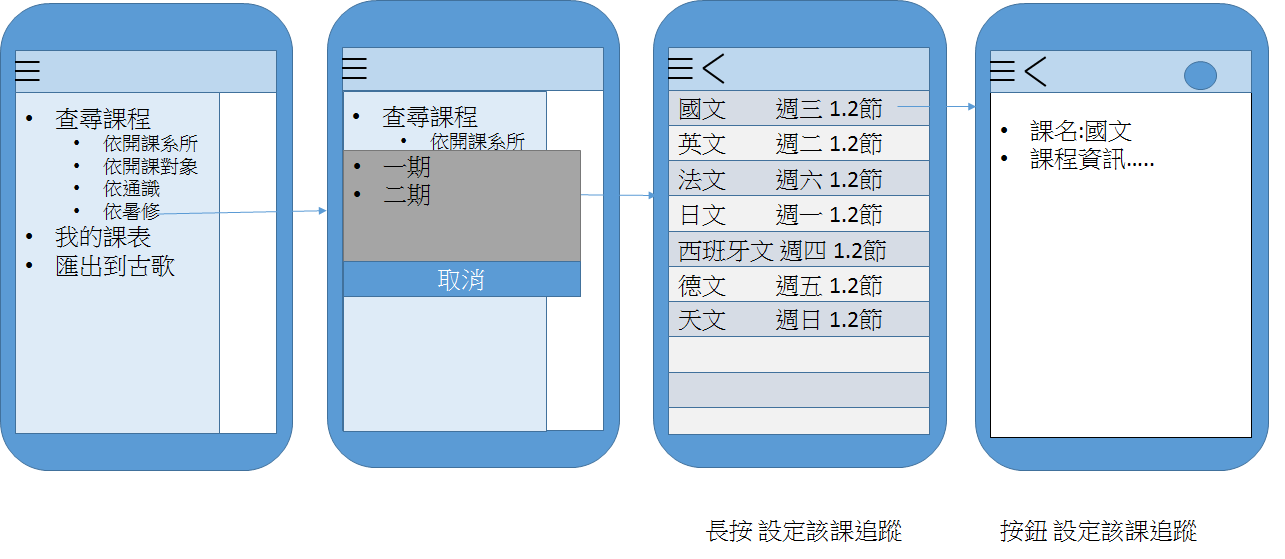 查尋課程
依開課系所
依開課對象
依通識
依暑修
我的課表
匯出到古歌
查尋課程
依開課系所
一期
二期
取消
國文 週三 1.2節
英文 週二 1.2節
法文 週六 1.2節
日文 週一 1.2節
西班牙文 週四 1.2節
德文 週五 1.2節
天文 週日 1.2節
課名:國文
課程資訊.....
長按 設定該課追蹤
按鈕 設定該課追蹤